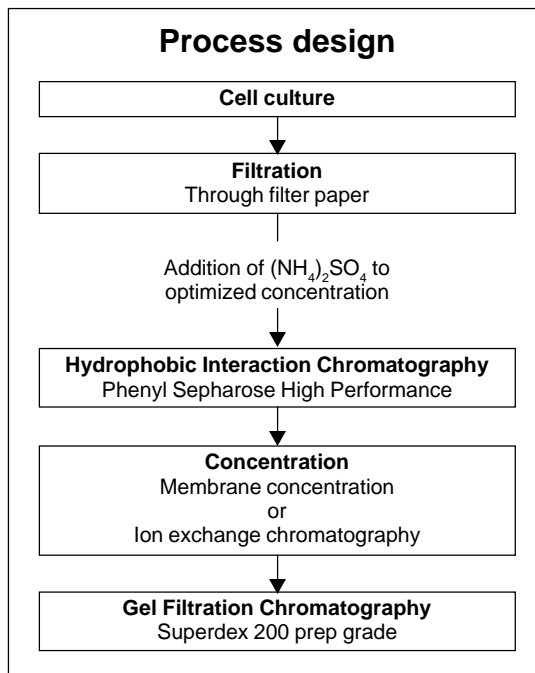 Process design
Cell culture
Filtration
Through filter paper
Addition of (NH₄)₂SO₄ to
optimized concentration
Hydrophobic Interaction Chromatography
Phenyl Sepharose High Performance
Concentration
Membrane concentration
or
Ion exchange chromatography
Gel Filtration Chromatography
Superdex 200 prep grade